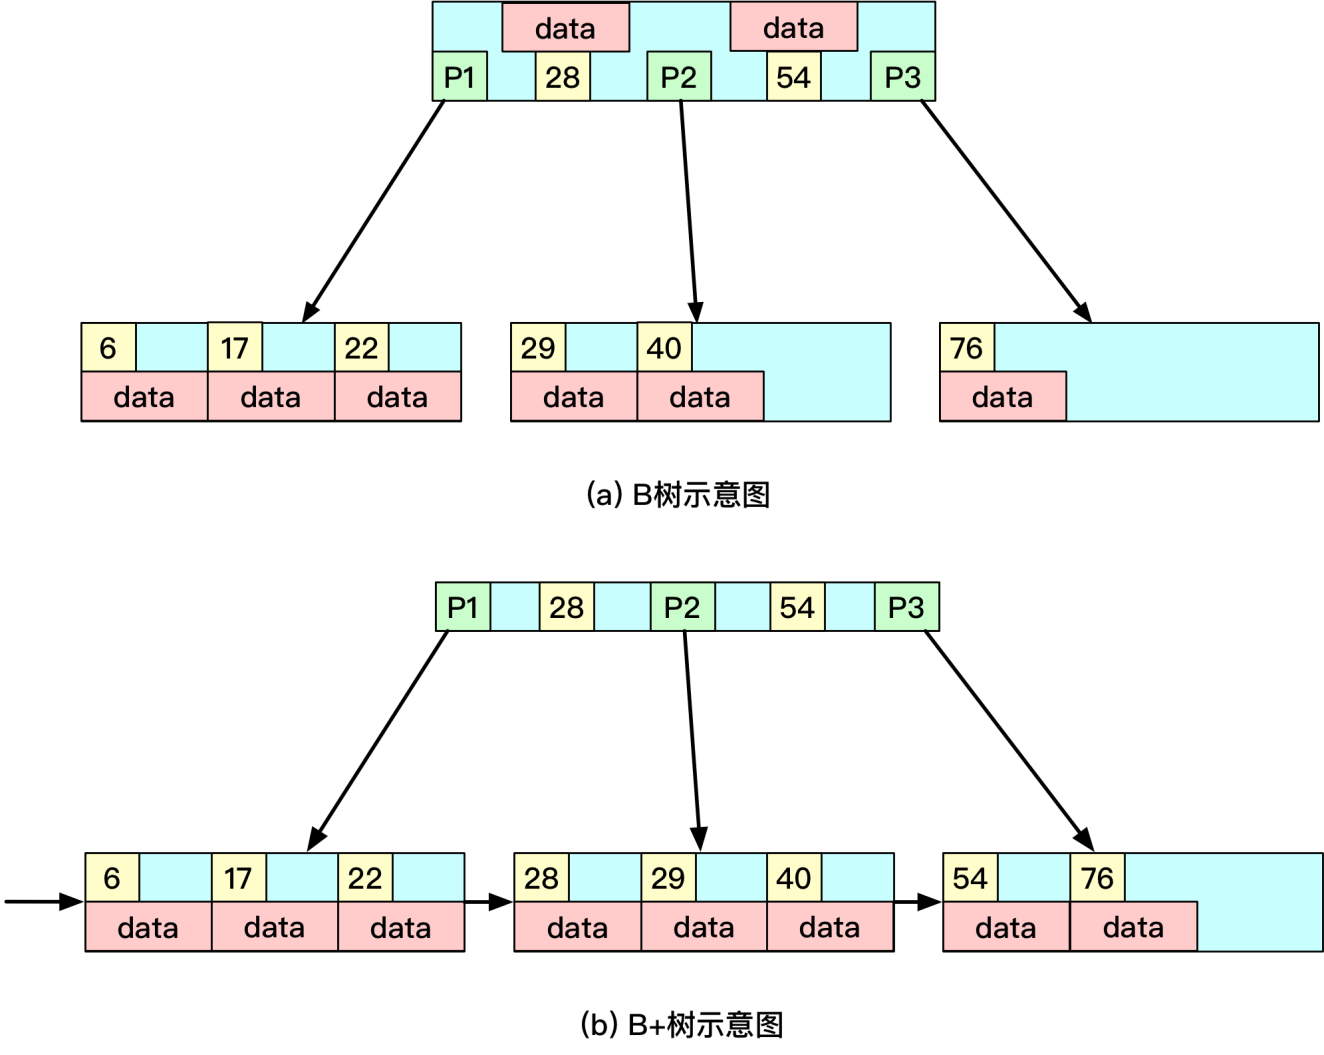 data data
P1 28 P2 54 P3
6 17 22 29 40 76
data data data data data data
(a) B树示意图
P1 28 P2 54 P3
6 17 22 28 29 40 54 76
data data data data data data data data
(b) B+树示意图